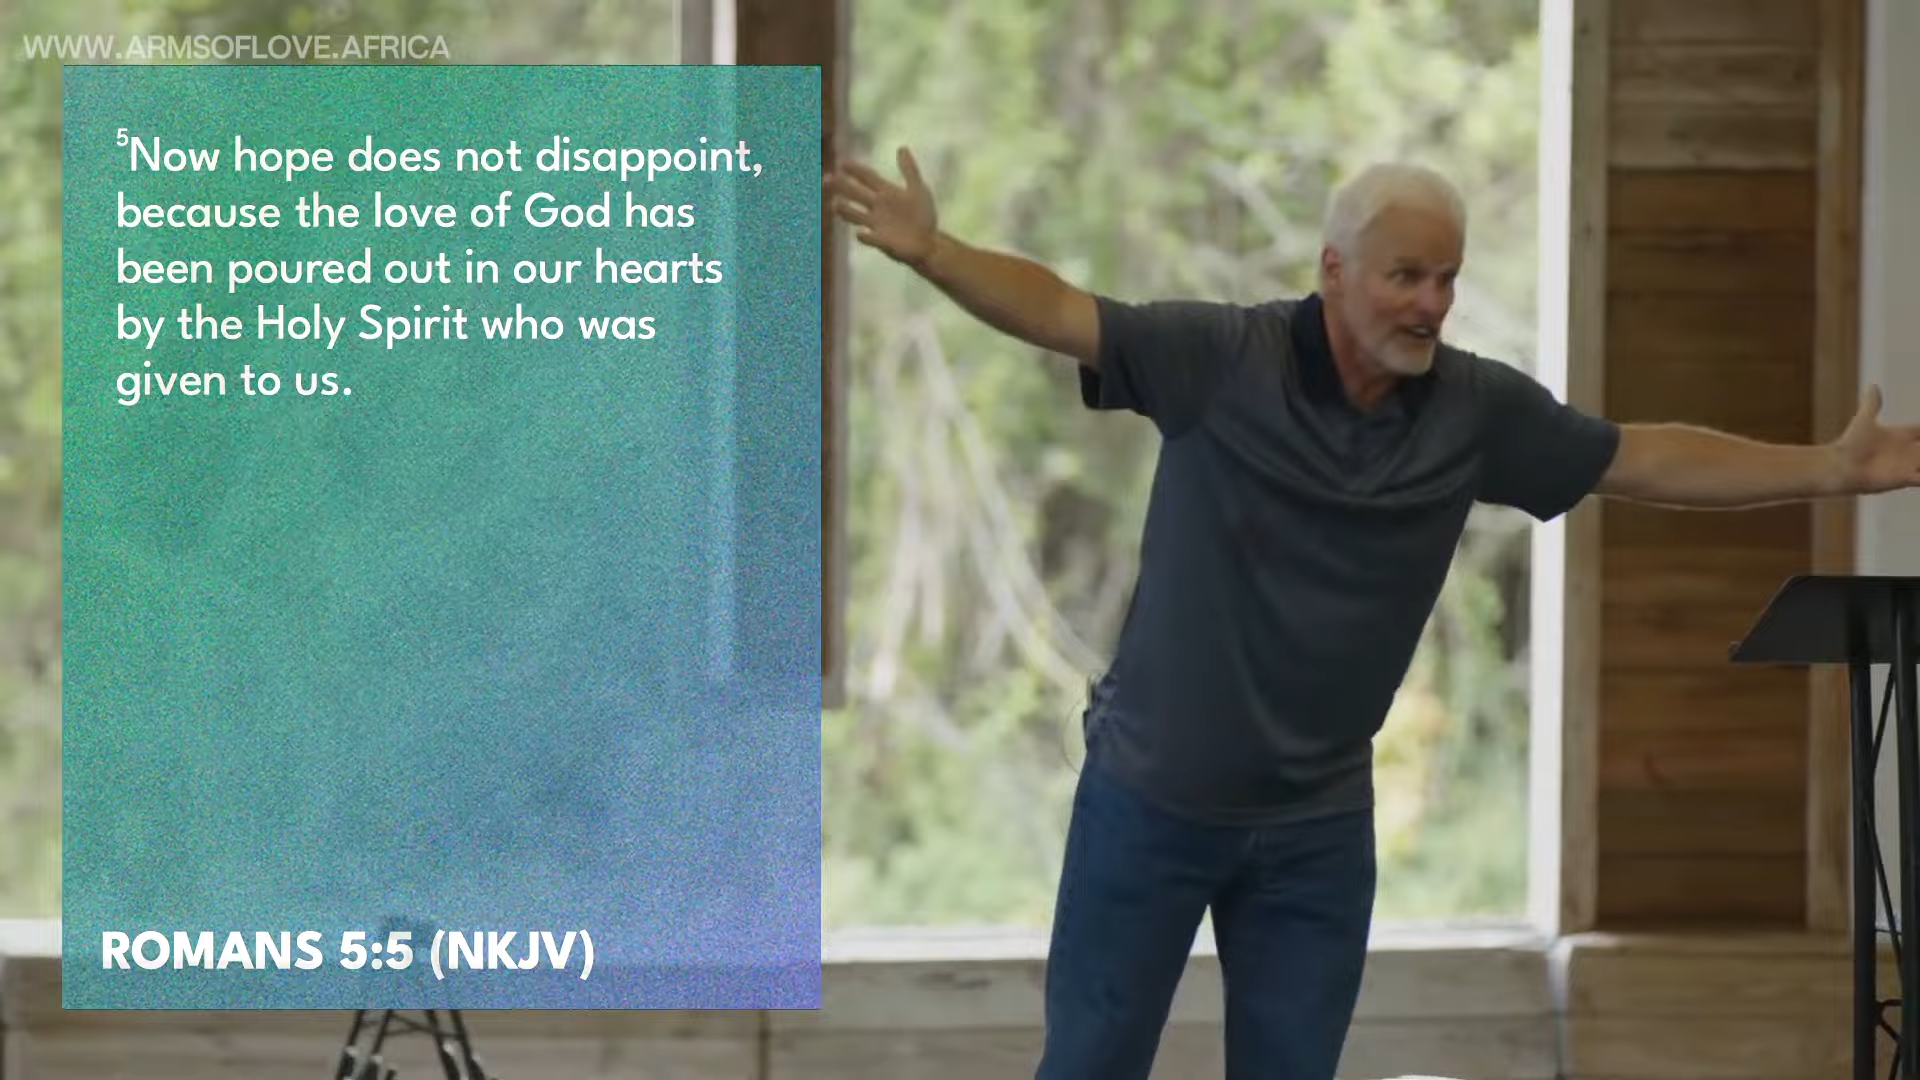 WWW.ARMSOFLOVE.AFRICA
⁵Now hope does not disappoint,
because the love of God has
been poured out in our hearts
by the Holy Spirit who was
given to us.
ROMANS 5:5 (NKJV)